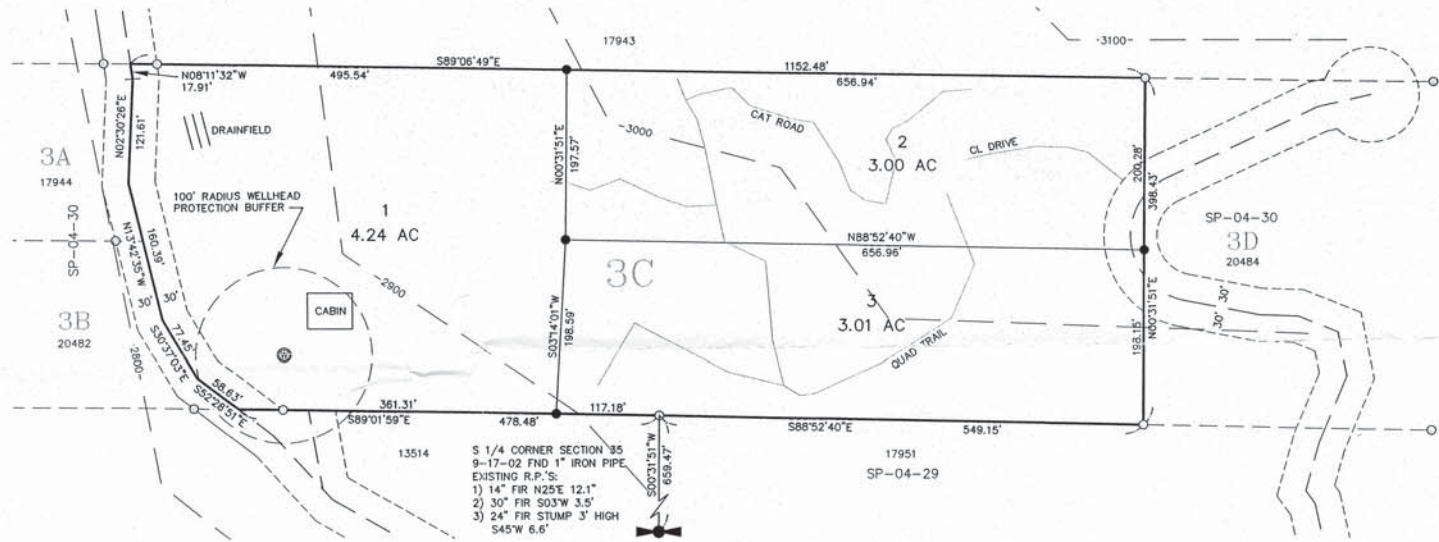 17943
-3100-
S89°06'49"E
1152.48'
N08°11'32"W
17.91'
495.54'
656.94'
N02°30'26"E
121.61'
DRAINFIELD
CAT ROAD
-3000
2
3.00 AC
CL DRIVE
N00°31'51"E
197.57'
200.28'
398.43'
3A
17944
100' RADIUS WELLHEAD
PROTECTION BUFFER
1
4.24 AC
SP-04-30
3D
20484
SP-04-30
N13°42'35"W
160.39'
N88°52'40"W
656.96'
3C
-2900
30'
30'
CABIN
3
3.01 AC
30'
30'
N00°31'51"E
198.15'
3B
20482
S03°14'01"W
198.59'
77.45'
S30°37'03"E
-2800-
QUAD TRAIL
58.63'
S52°28'51"E
361.31'
S89°01'59"E
478.48'
117.18'
S88°52'40"E
549.15'
13514
17951
SP-04-29
S 1/4 CORNER SECTION 35
9-17-02 FND 1" IRON PIPE
EXISTING R.P.'S:
1) 14" FIR N25°E 12.1"
2) 30" FIR S03°W 3.5'
3) 24" FIR STUMP 3' HIGH
S45°W 6.6'
S00°31'51"W
659.47'